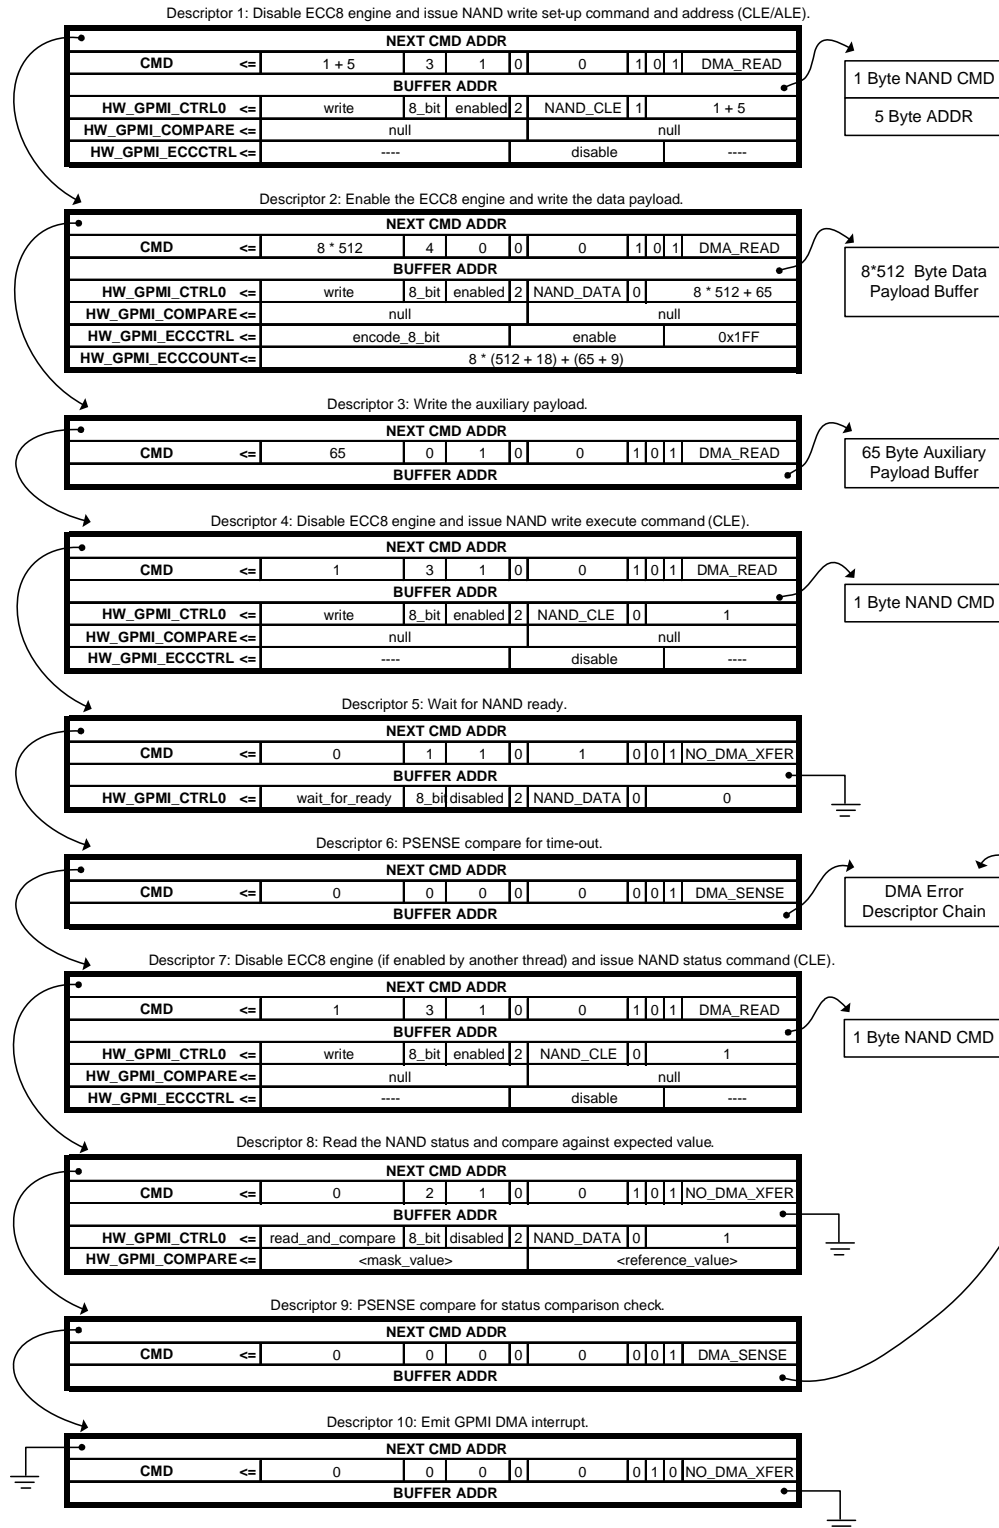 Descriptor 1: Disable ECC8 engine and issue NAND write set-up command and address (CLE/ALE).
NEXT CMD ADDR
CMD <= 1 + 5 3 1 0 0 1 0 1 DMA_READ
BUFFER ADDR
HW_GPMI_CTRL0 <= write 8_bit enabled 2 NAND_CLE 1 1 + 5
HW_GPMI_COMPARE <= null null
HW_GPMI_ECCCTRL <= ---- disable ----
1 Byte NAND CMD
5 Byte ADDR
Descriptor 2: Enable the ECC8 engine and write the data payload.
NEXT CMD ADDR
CMD <= 8 * 512 4 0 0 0 1 0 1 DMA_READ
BUFFER ADDR
HW_GPMI_CTRL0 <= write 8_bit enabled 2 NAND_DATA 0 8 * 512 + 65
HW_GPMI_COMPARE <= null null
HW_GPMI_ECCCTRL <= encode_8_bit enable 0x1FF
HW_GPMI_ECCCOUNT<= 8 * (512 + 18) + (65 + 9)
8*512 Byte Data
Payload Buffer
Descriptor 3: Write the auxiliary payload.
NEXT CMD ADDR
CMD <= 65 0 1 0 0 1 0 1 DMA_READ
BUFFER ADDR
65 Byte Auxiliary
Payload Buffer
Descriptor 4: Disable ECC8 engine and issue NAND write execute command (CLE).
NEXT CMD ADDR
CMD <= 1 3 1 0 0 1 0 1 DMA_READ
BUFFER ADDR
HW_GPMI_CTRL0 <= write 8_bit enabled 2 NAND_CLE 0 1
HW_GPMI_COMPARE <= null null
HW_GPMI_ECCCTRL <= ---- disable ----
1 Byte NAND CMD
Descriptor 5: Wait for NAND ready.
NEXT CMD ADDR
CMD <= 0 1 1 0 1 0 0 1 NO_DMA_XFER
BUFFER ADDR
HW_GPMI_CTRL0 <= wait_for_ready 8_bit disabled 2 NAND_DATA 0 0
Descriptor 6: PSENSE compare for time-out.
NEXT CMD ADDR
CMD <= 0 0 0 0 0 0 0 1 DMA_SENSE
BUFFER ADDR
DMA Error
Descriptor Chain
Descriptor 7: Disable ECC8 engine (if enabled by another thread) and issue NAND status command (CLE).
NEXT CMD ADDR
CMD <= 1 3 1 0 0 1 0 1 DMA_READ
BUFFER ADDR
HW_GPMI_CTRL0 <= write 8_bit enabled 2 NAND_CLE 0 1
HW_GPMI_COMPARE <= null null
HW_GPMI_ECCCTRL <= ---- disable ----
1 Byte NAND CMD
Descriptor 8: Read the NAND status and compare against expected value.
NEXT CMD ADDR
CMD <= 0 2 1 0 0 1 0 1 NO_DMA_XFER
BUFFER ADDR
HW_GPMI_CTRL0 <= read_and_compare 8_bit disabled 2 NAND_DATA 0 1
HW_GPMI_COMPARE <= <mask_value> <reference_value>
Descriptor 9: PSENSE compare for status comparison check.
NEXT CMD ADDR
CMD <= 0 0 0 0 0 0 0 1 DMA_SENSE
BUFFER ADDR
Descriptor 10: Emit GPMI DMA interrupt.
NEXT CMD ADDR
CMD <= 0 0 0 0 0 0 1 0 NO_DMA_XFER
BUFFER ADDR